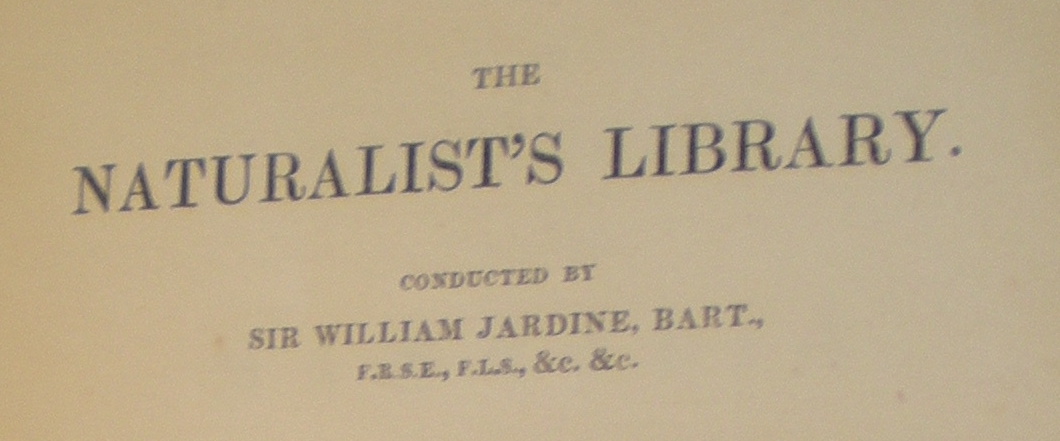 THE
NATURALIST'S LIBRARY.
CONDUCTED BY
SIR WILLIAM JARDINE, BART.,
F.R.S.E., F.L.S., &c. &c.